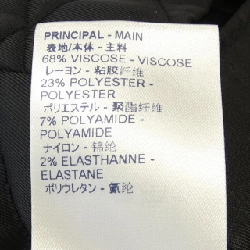 PRINCIPAL - MAIN
表地/本体 - 主料
68% VISCOSE - VISCOSE
レーヨン - 粘胶纤维
23% POLYESTER -
POLYESTER
ポリエステル - 聚酯纤维
7% POLYAMIDE -
POLYAMIDE
ナイロン - 锦纶
2% ELASTHANNE -
ELASTANE
ポリウレタン - 氨纶